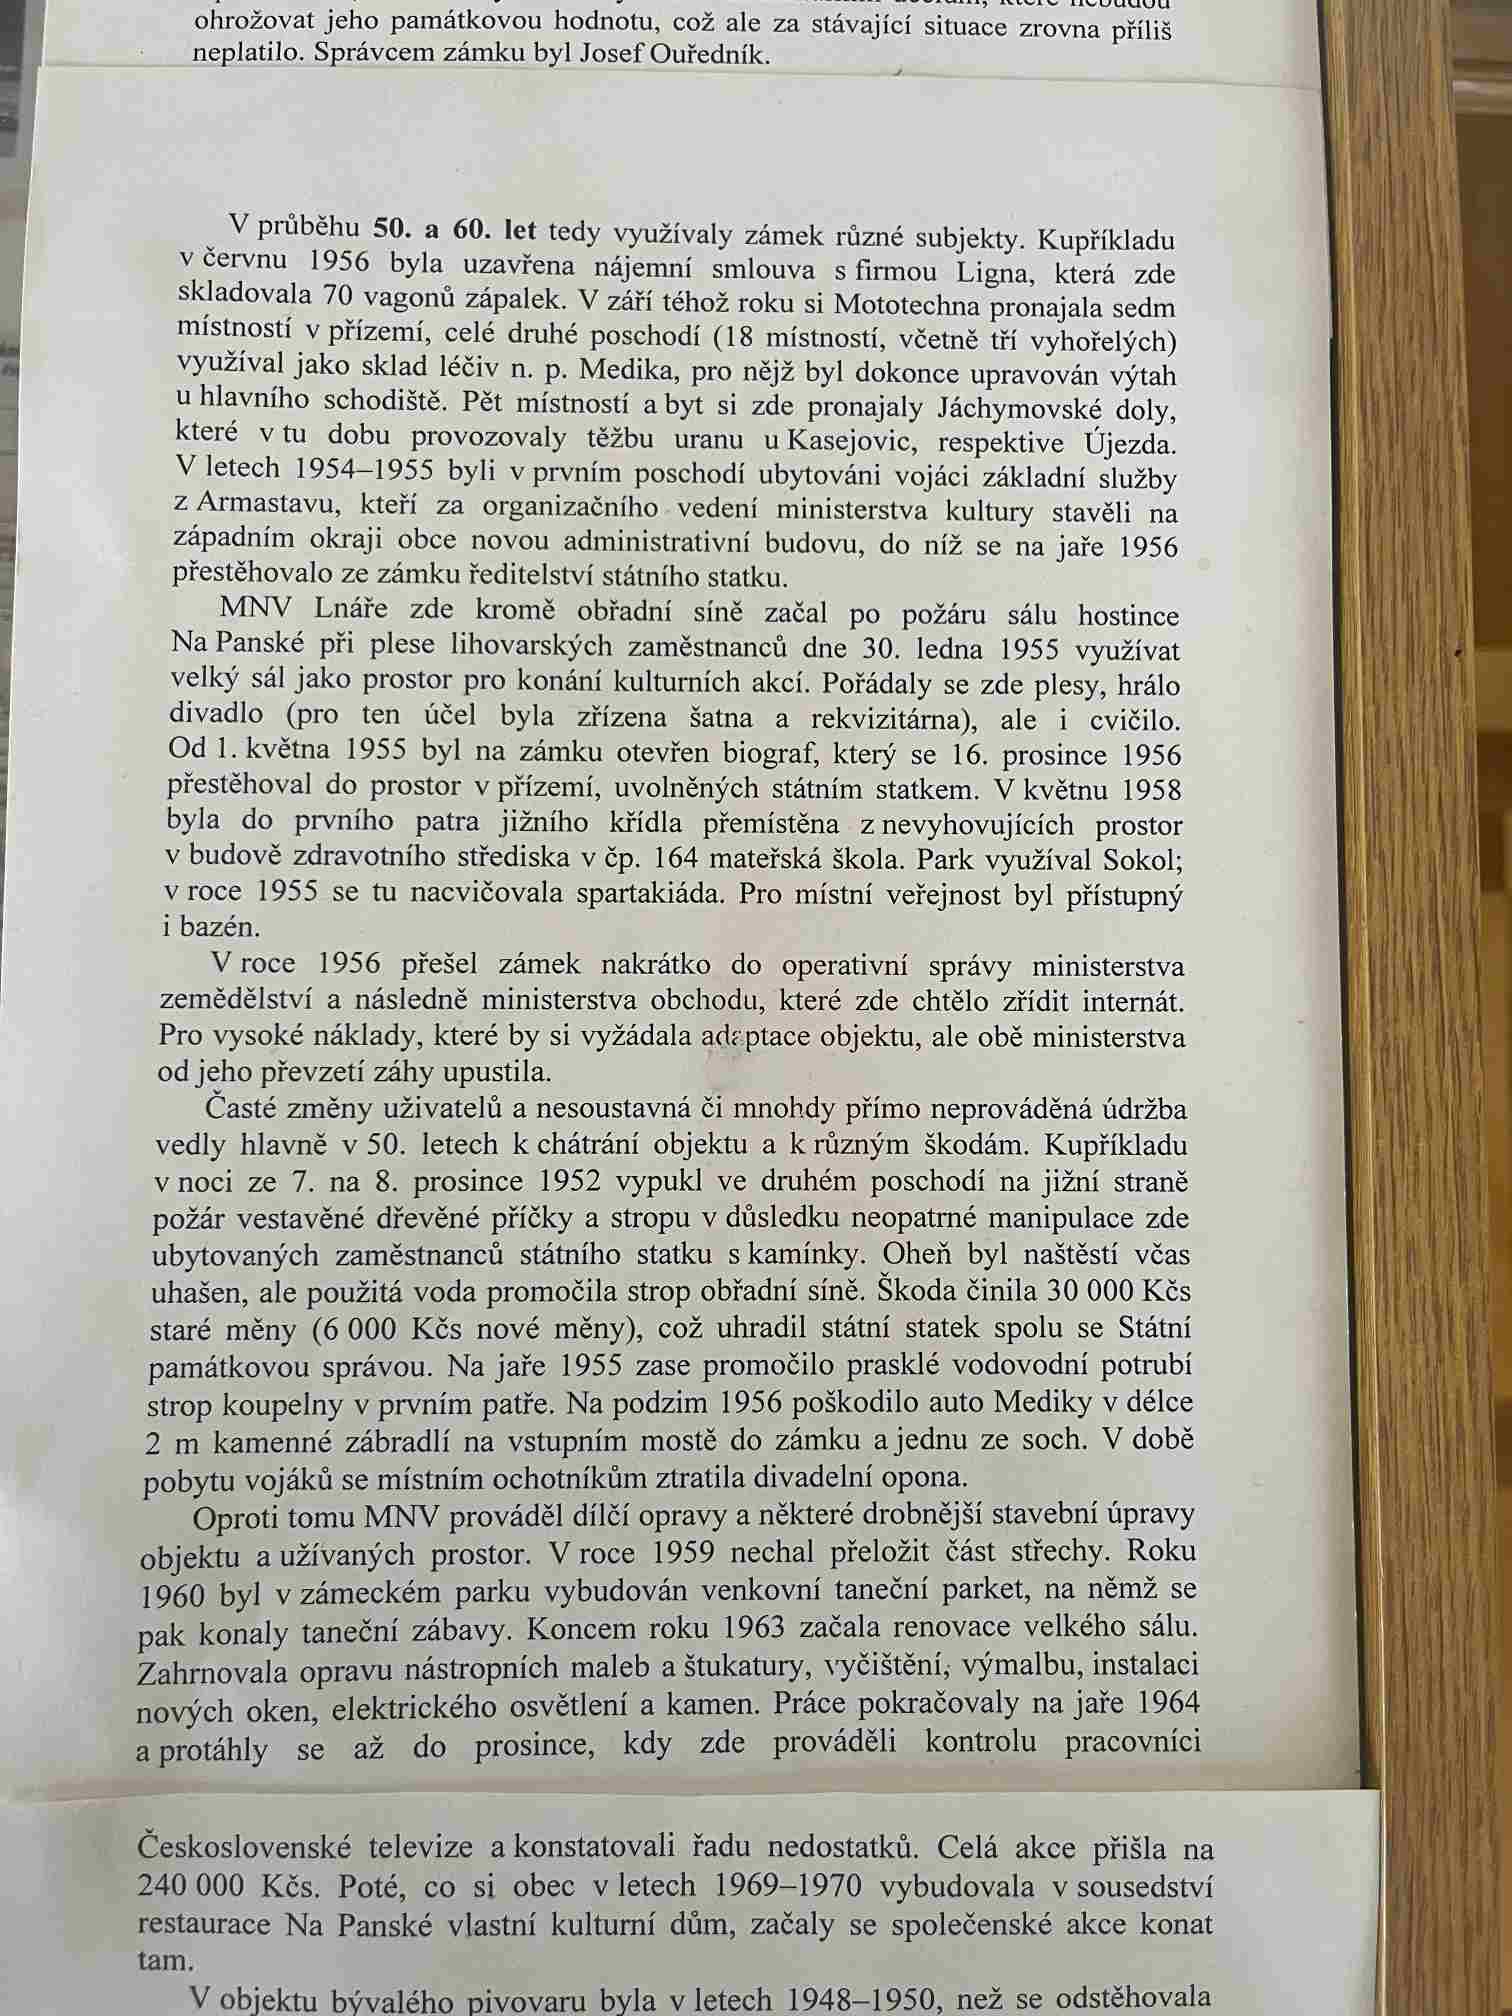 ohrožovat jeho památkovou hodnotu, což ale za stávající situace zrovna příliš
neplatilo. Správcem zámku byl Josef Ouředník.
V průběhu 50. a 60. let tedy využívaly zámek různé subjekty. Kupříkladu
v červnu 1956 byla uzavřena nájemní smlouva s firmou Ligna, která zde
skladovala 70 vagonů zápalek. V září téhož roku si Mototechna pronajala sedm
místností v přízemí, celé druhé poschodí (18 místností, včetně tří vyhořelých)
využíval jako sklad léčiv n. p. Medika, pro nějž byl dokonce upravován výtah
u hlavního schodiště. Pět místností a byt si zde pronajaly Jáchymovské doly,
které v tu dobu provozovaly těžbu uranu u Kasejovic, respektive Újezda.
V letech 1954–1955 byli v prvním poschodí ubytováni vojáci základní služby
z Armastavu, kteří za organizačního vedení ministerstva kultury stavěli na
západním okraji obce novou administrativní budovu, do níž se na jaře 1956
přestěhovalo ze zámku ředitelství státního statku.
MNV Lnáře zde kromě obřadní síně začal po požáru sálu hostince
Na Panské při plese lihovarských zaměstnanců dne 30. ledna 1955 využívat
velký sál jako prostor pro konání kulturních akcí. Pořádaly se zde plesy, hrálo
divadlo (pro ten účel byla zřízena šatna a rekvizitárna), ale i cvičilo.
Od 1. května 1955 byl na zámku otevřen biograf, který se 16. prosince 1956
přestěhoval do prostor v přízemí, uvolněných státním statkem. V květnu 1958
byla do prvního patra jižního křídla přemístěna z nevyhovujících prostor
v budově zdravotního střediska v čp. 164 mateřská škola. Park využíval Sokol;
v roce 1955 se tu nacvičovala spartakiáda. Pro místní veřejnost byl přístupný
i bazén.
V roce 1956 přešel zámek nakrátko do operativní správy ministerstva
zemědělství a následně ministerstva obchodu, které zde chtělo zřídit internát.
Pro vysoké náklady, které by si vyžádala adaptace objektu, ale obě ministerstva
od jeho převzetí záhy upustila.
Časté změny uživatelů a nesoustavná či mnohdy přímo neprováděná údržba
vedly hlavně v 50. letech k chátrání objektu a k různým škodám. Kupříkladu
v noci ze 7. na 8. prosince 1952 vypukl ve druhém poschodí na jižní straně
požár vestavěné dřevěné příčky a stropu v důsledku neopatrné manipulace zde
ubytovaných zaměstnanců státního statku s kamínky. Oheň byl naštěstí včas
uhašen, ale použitá voda promočila strop obřadní síně. Škoda činila 30 000 Kčs
staré měny (6 000 Kčs nové měny), což uhradil státní statek spolu se Státní
památkovou správou. Na jaře 1955 zase promočilo prasklé vodovodní potrubí
strop koupelny v prvním patře. Na podzim 1956 poškodilo auto Mediky v délce
2 m kamenné zábradlí na vstupním mostě do zámku a jednu ze soch. V době
pobytu vojáků se místním ochotníkům ztratila divadelní opona.
Oproti tomu MNV prováděl dílčí opravy a některé drobnější stavební úpravy
objektu a užívaných prostor. V roce 1959 nechal přeložit část střechy. Roku
1960 byl v zámeckém parku vybudován venkovní taneční parket, na němž se
pak konaly taneční zábavy. Koncem roku 1963 začala renovace velkého sálu.
Zahrnovala opravu nástropních maleb a štukatury, vyčištění, výmalbu, instalaci
nových oken, elektrického osvětlení a kamen. Práce pokračovaly na jaře 1964
a protáhly se až do prosince, kdy zde prováděli kontrolu pracovníci
Československé televize a konstatovali řadu nedostatků. Celá akce přišla na
240 000 Kčs. Poté, co si obec v letech 1969–1970 vybudovala v sousedství
restaurace Na Panské vlastní kulturní dům, začaly se společenské akce konat
tam.
V objektu bývalého pivovaru byla v letech 1948–1950, než se odstěhovala